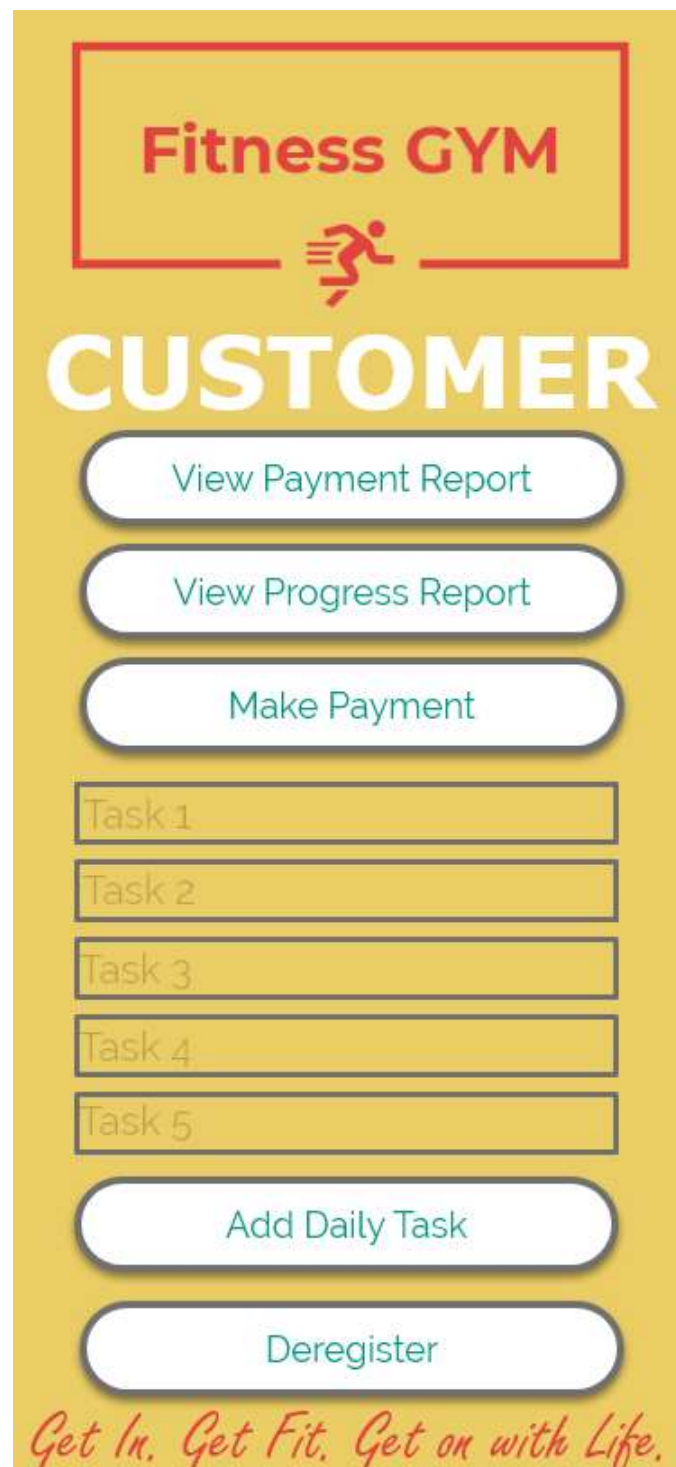 Fitness GYM
CUSTOMER
View Payment Report
View Progress Report
Make Payment
Task 1
Task 2
Task 3
Task 4
Task 5
Add Daily Task
Deregister
Get In. Get Fit. Get on with Life.